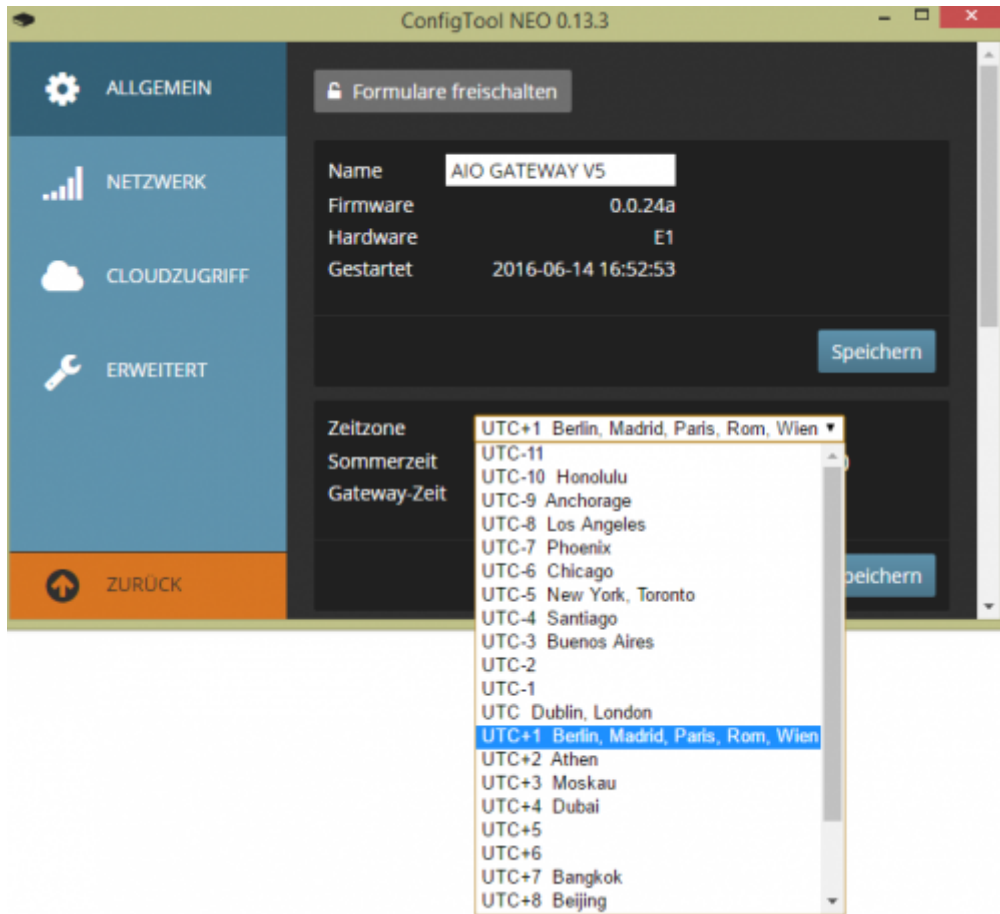 ConfigTool NEO 0.13.3
ALLGEMEIN
NETZWERK
CLOUDZUGRIFF
ERWEITERT
ZURÜCK
Formulare freischalten
Name AIO GATEWAY V5
Firmware 0.0.24a
Hardware E1
Gestartet 2016-06-14 16:52:53
Speichern
Zeitzone UTC+1 Berlin, Madrid, Paris, Rom, Wien
Sommerzeit
Gateway-Zeit
UTC-11
UTC-10 Honolulu
UTC-9 Anchorage
UTC-8 Los Angeles
UTC-7 Phoenix
UTC-6 Chicago
UTC-5 New York, Toronto
UTC-4 Santiago
UTC-3 Buenos Aires
UTC-2
UTC-1
UTC Dublin, London
UTC+1 Berlin, Madrid, Paris, Rom, Wien
UTC+2 Athen
UTC+3 Moskau
UTC+4 Dubai
UTC+5
UTC+6
UTC+7 Bangkok
UTC+8 Beijing
peichern